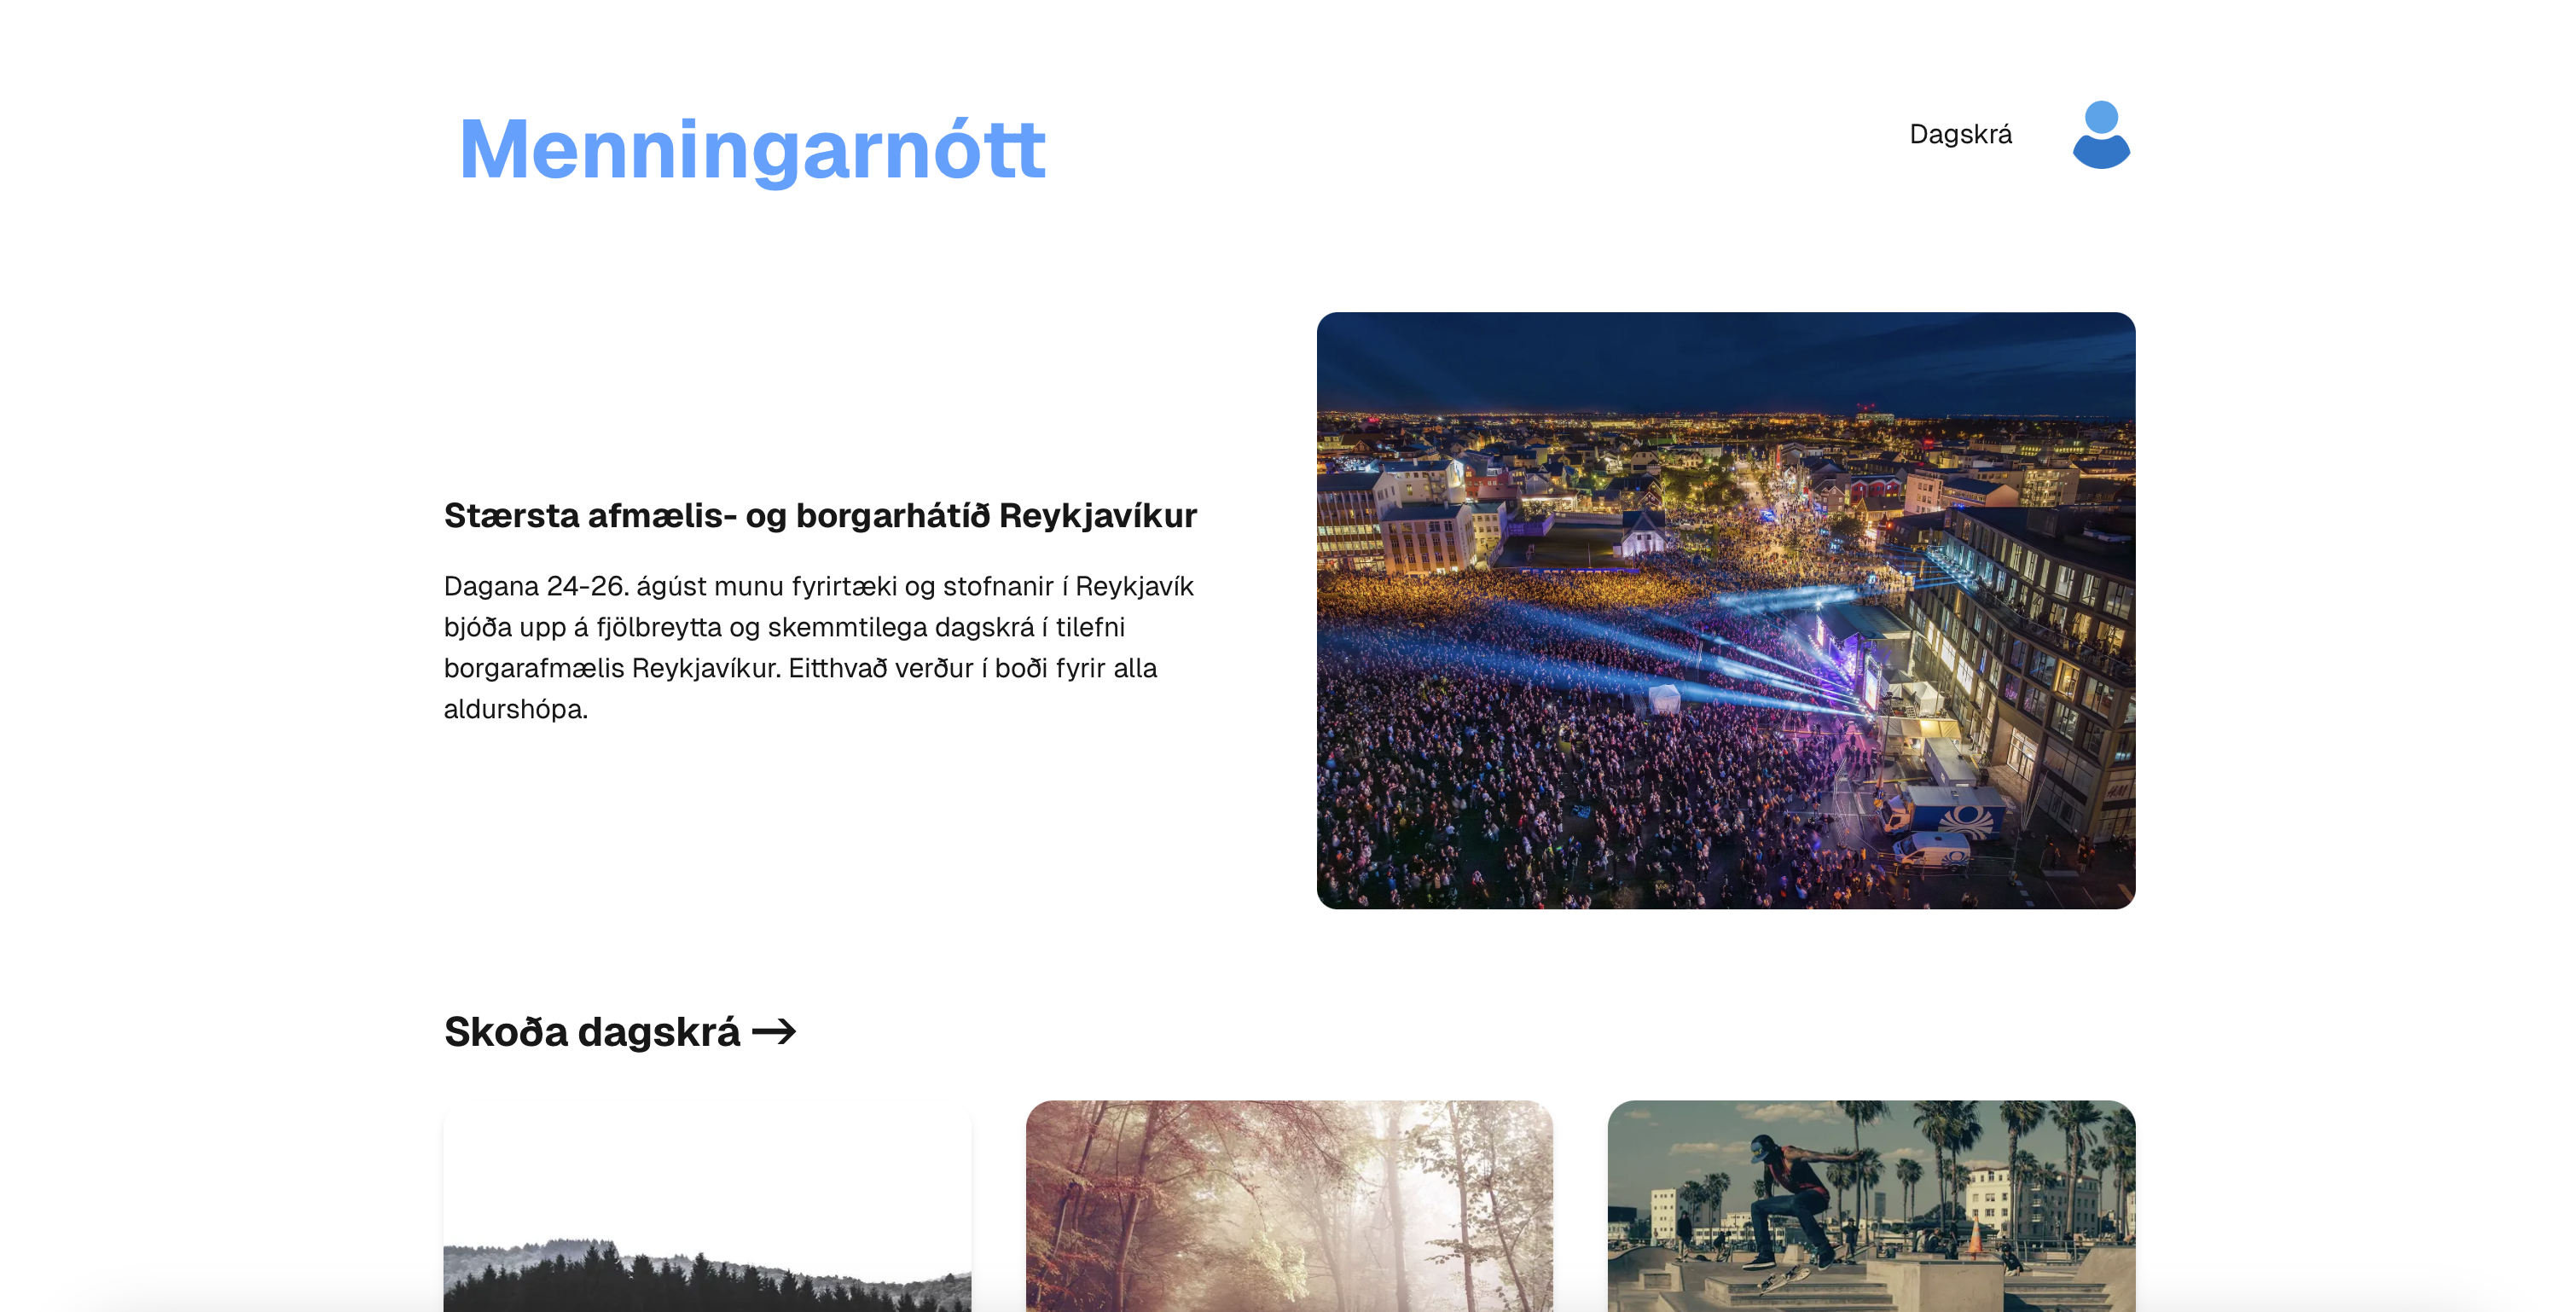 Menningarnótt
Dagskrá
Stærsta afmælis- og borgarhátíð Reykjavíkur
Dagana 24-26. ágúst munu fyrirtæki og stofnanir í Reykjavík
bjóða upp á fjölbreytta og skemmtilega dagskrá í tilefni
borgarafmælis Reykjavíkur. Eitthvað verður í boði fyrir alla
aldurshópa.
Skoða dagskrá →